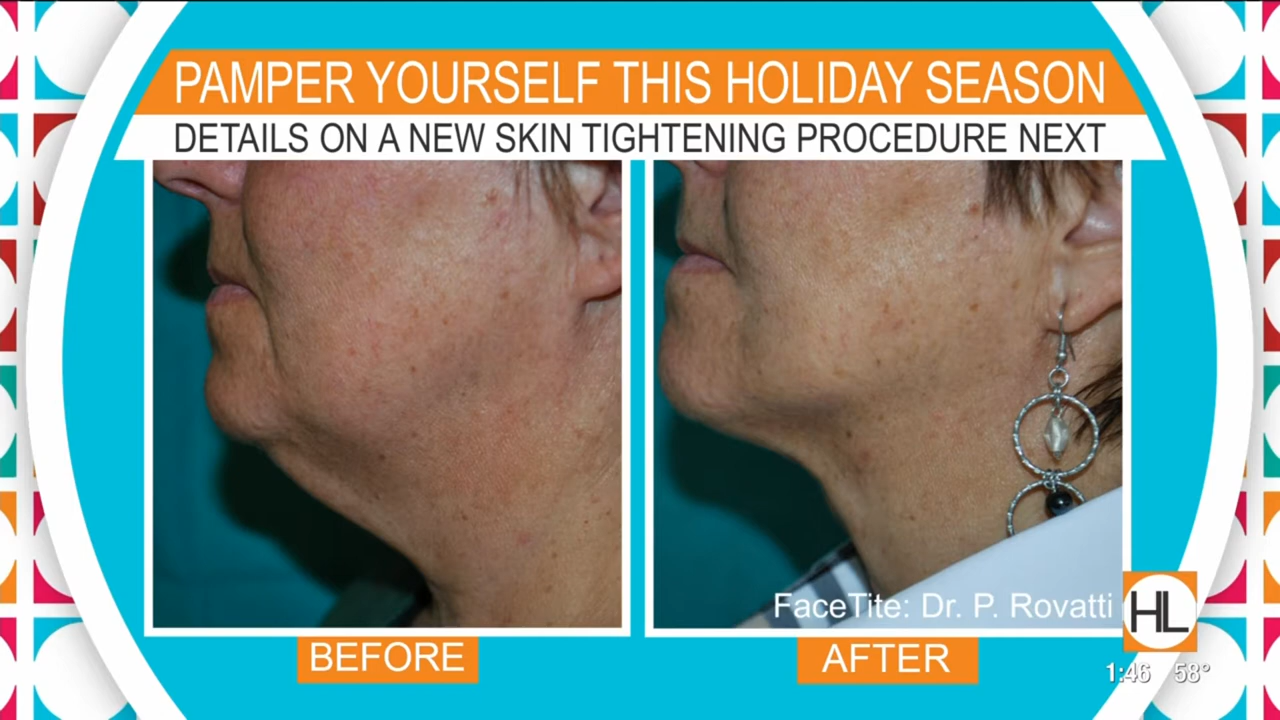 PAMPER YOURSELF THIS HOLIDAY SEASON
DETAILS ON A NEW SKIN TIGHTENING PROCEDURE NEXT
FaceTite: Dr. P. Rovatti
HL
BEFORE
AFTER
1:46 58°